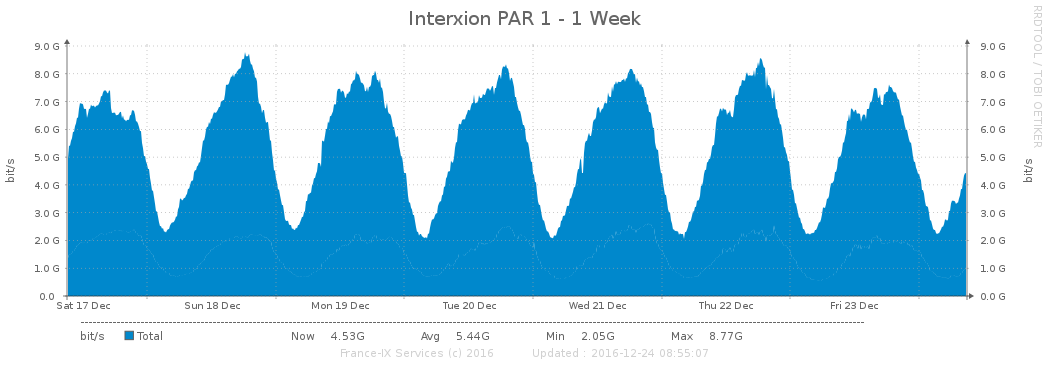 Interxion PAR 1 - 1 Week
RRDTOOL / TOBI OETIKER
9.0 G 9.0 G
8.0 G 8.0 G
7.0 G 7.0 G
6.0 G 6.0 G
5.0 G 5.0 G
4.0 G 4.0 G
3.0 G 3.0 G
2.0 G 2.0 G
1.0 G 1.0 G
0.0 0.0 G
bit/s
bit/s
Sat 17 Dec Sun 18 Dec Mon 19 Dec Tue 20 Dec Wed 21 Dec Thu 22 Dec Fri 23 Dec
bit/s Total Now 4.53G Avg 5.44G Min 2.05G Max 8.77G
France-IX Services (c) 2016 Updated : 2016-12-24 08:55:07